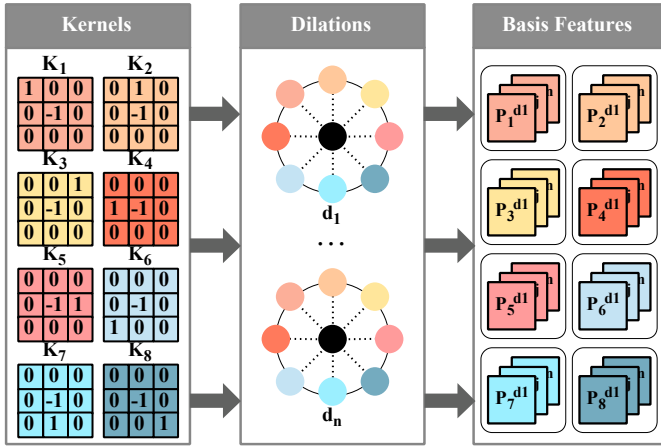 Kernels
K1 K2
1 0 0 0 1 0
0 -1 0 0 -1 0
0 0 0 0 0 0
K3 K4
0 0 1 0 0 0
0 -1 0 1 -1 0
0 0 0 0 0 0
K5 K6
0 0 0 0 0 0
0 -1 1 0 -1 0
0 0 0 1 0 0
K7 K8
0 0 0 0 0 0
0 -1 0 0 -1 0
0 1 0 0 0 1
Dilations
d1
...
dn
Basis Features
P1d1 P2d1
P3d1 P4d1
P5d1 P6d1
P7d1 P8d1